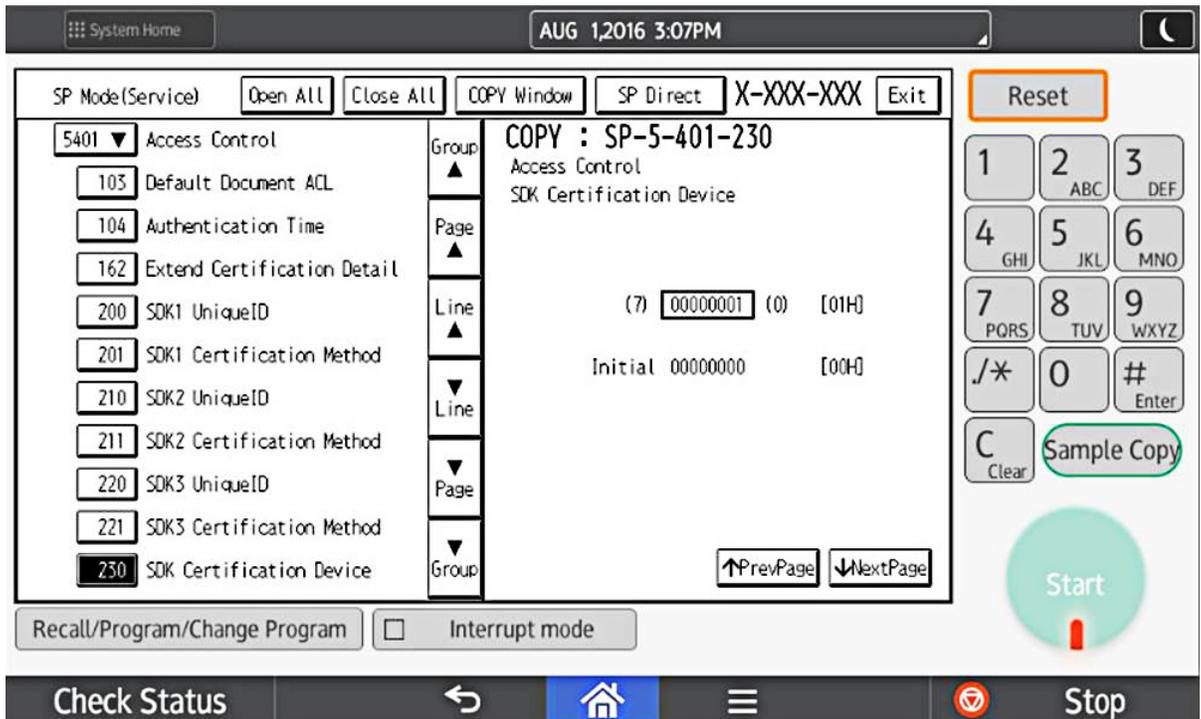 System Home
AUG 1,2016 3:07PM
SP Mode(Service) Open All Close All COPY Window SP Direct X-XXX-XXX Exit
5401 ▼ Access Control
103 Default Document ACL
104 Authentication Time
162 Extend Certification Detail
200 SDK1 UniqueID
201 SDK1 Certification Method
210 SDK2 UniqueID
211 SDK2 Certification Method
220 SDK3 UniqueID
221 SDK3 Certification Method
230 SDK Certification Device
Group
▲
Page
▲
Line
▲
▼
Line
▼
Page
▼
Group
COPY : SP-5-401-230
Access Control
SDK Certification Device
(7) 00000001 (0) [01H]
Initial 00000000 [00H]
↑PrevPage ↓NextPage
Reset
1 2 ABC 3 DEF
4 GHI 5 JKL 6 MNO
7 PQRS 8 TUV 9 WXYZ
./* 0 # Enter
C Clear Sample Copy
Start
Recall/Program/Change Program Interrupt mode
Check Status Stop